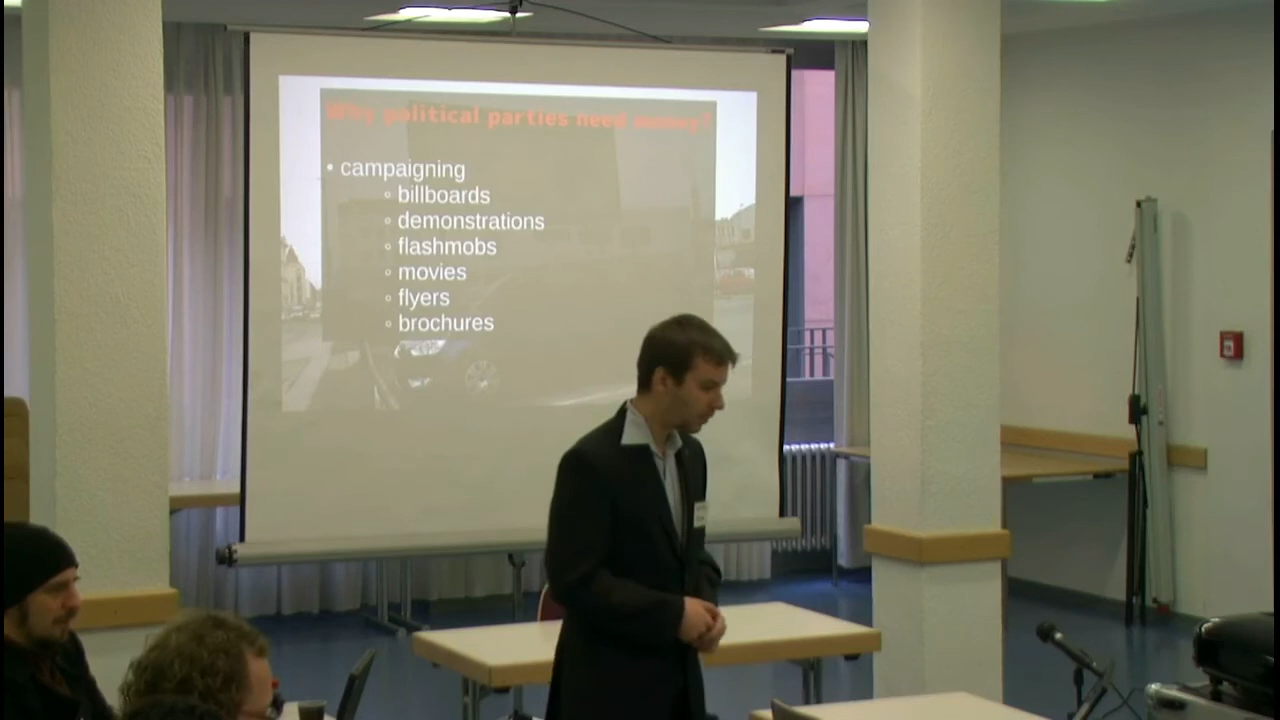 Why political parties need money?
• campaigning
◦ billboards
◦ demonstrations
◦ flashmobs
◦ movies
◦ flyers
◦ brochures